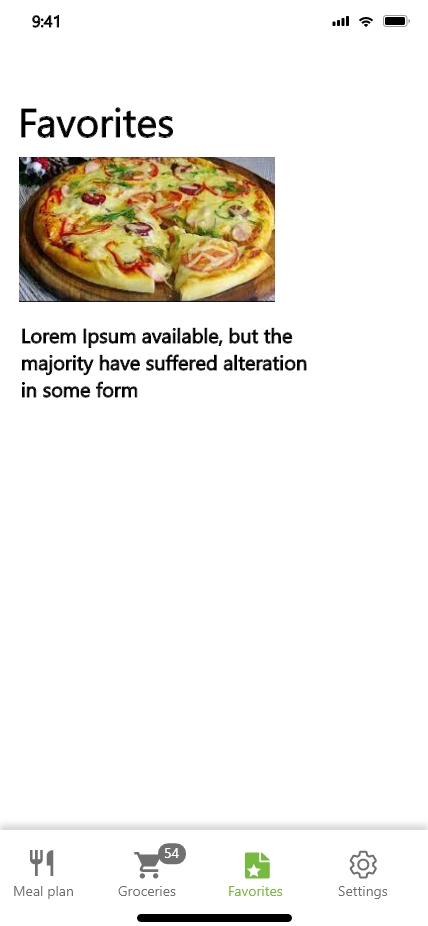 9:41
Favorites
Lorem Ipsum available, but the
majority have suffered alteration
in some form
54
Meal plan
Groceries
Favorites
Settings